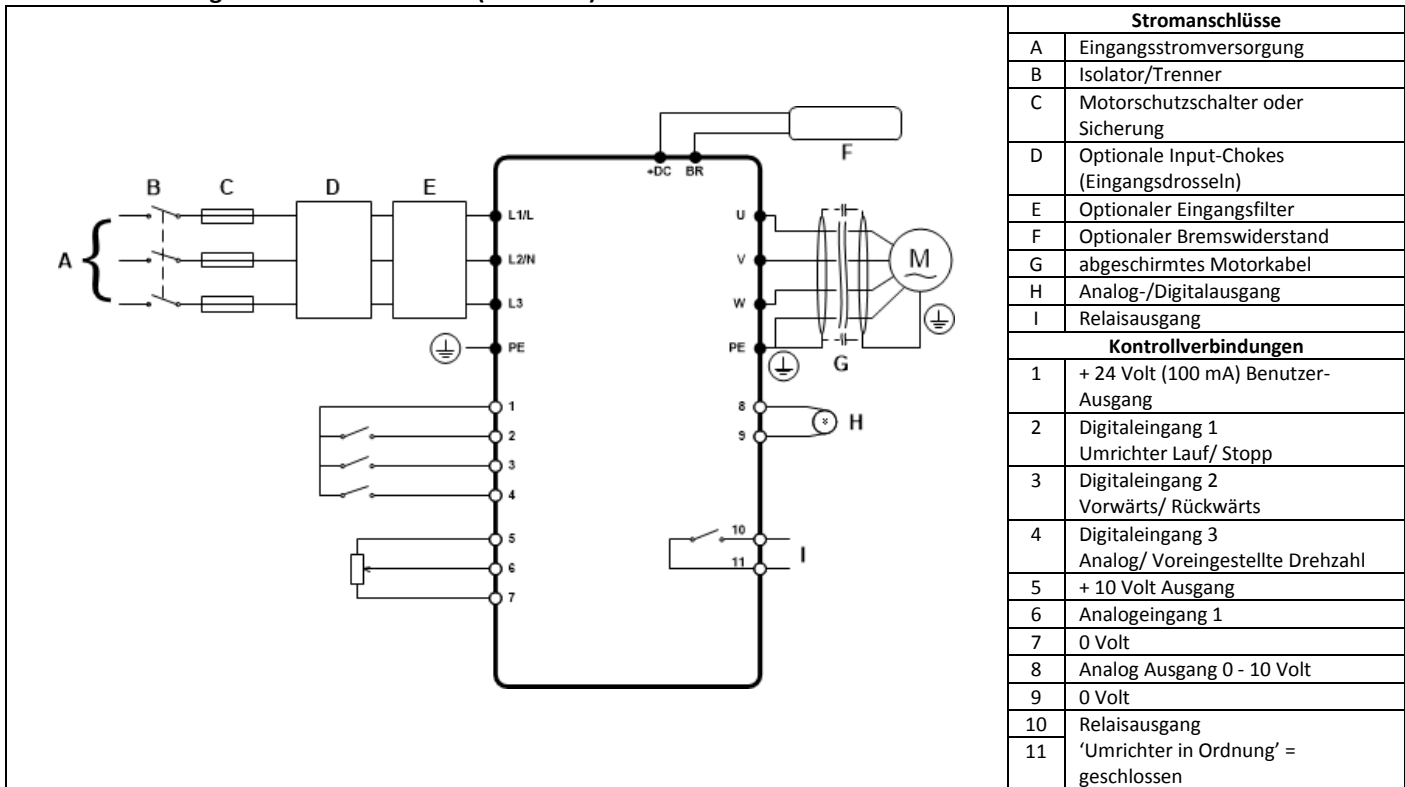 Stromanschlüsse
A Eingangsstromversorgung
B Isolator/Trenner
C Motorschutzschalter oder
Sicherung
D Optionale Input-Chokes
(Eingangsdrosseln)
E Optionaler Eingangsfilter
F Optionaler Bremswiderstand
G abgeschirmtes Motorkabel
H Analog-/Digitalausgang
I Relaisausgang
Kontrollverbindungen
1 + 24 Volt (100 mA) Benutzer-
Ausgang
2 Digitaleingang 1
Umrichter Lauf/ Stopp
3 Digitaleingang 2
Vorwärts/ Rückwärts
4 Digitaleingang 3
Analog/ Voreingestellte Drehzahl
5 + 10 Volt Ausgang
6 Analogeingang 1
7 0 Volt
8 Analog Ausgang 0 - 10 Volt
9 0 Volt
10 Relaisausgang
11 ‘Umrichter in Ordnung’ =
geschlossen
F
+DC BR
B C D E
A
L1/L
L2/N
L3
PE
U
V
W
PE
M
G
1
2
3
4
5
6
7
8
9
H
10
11
I